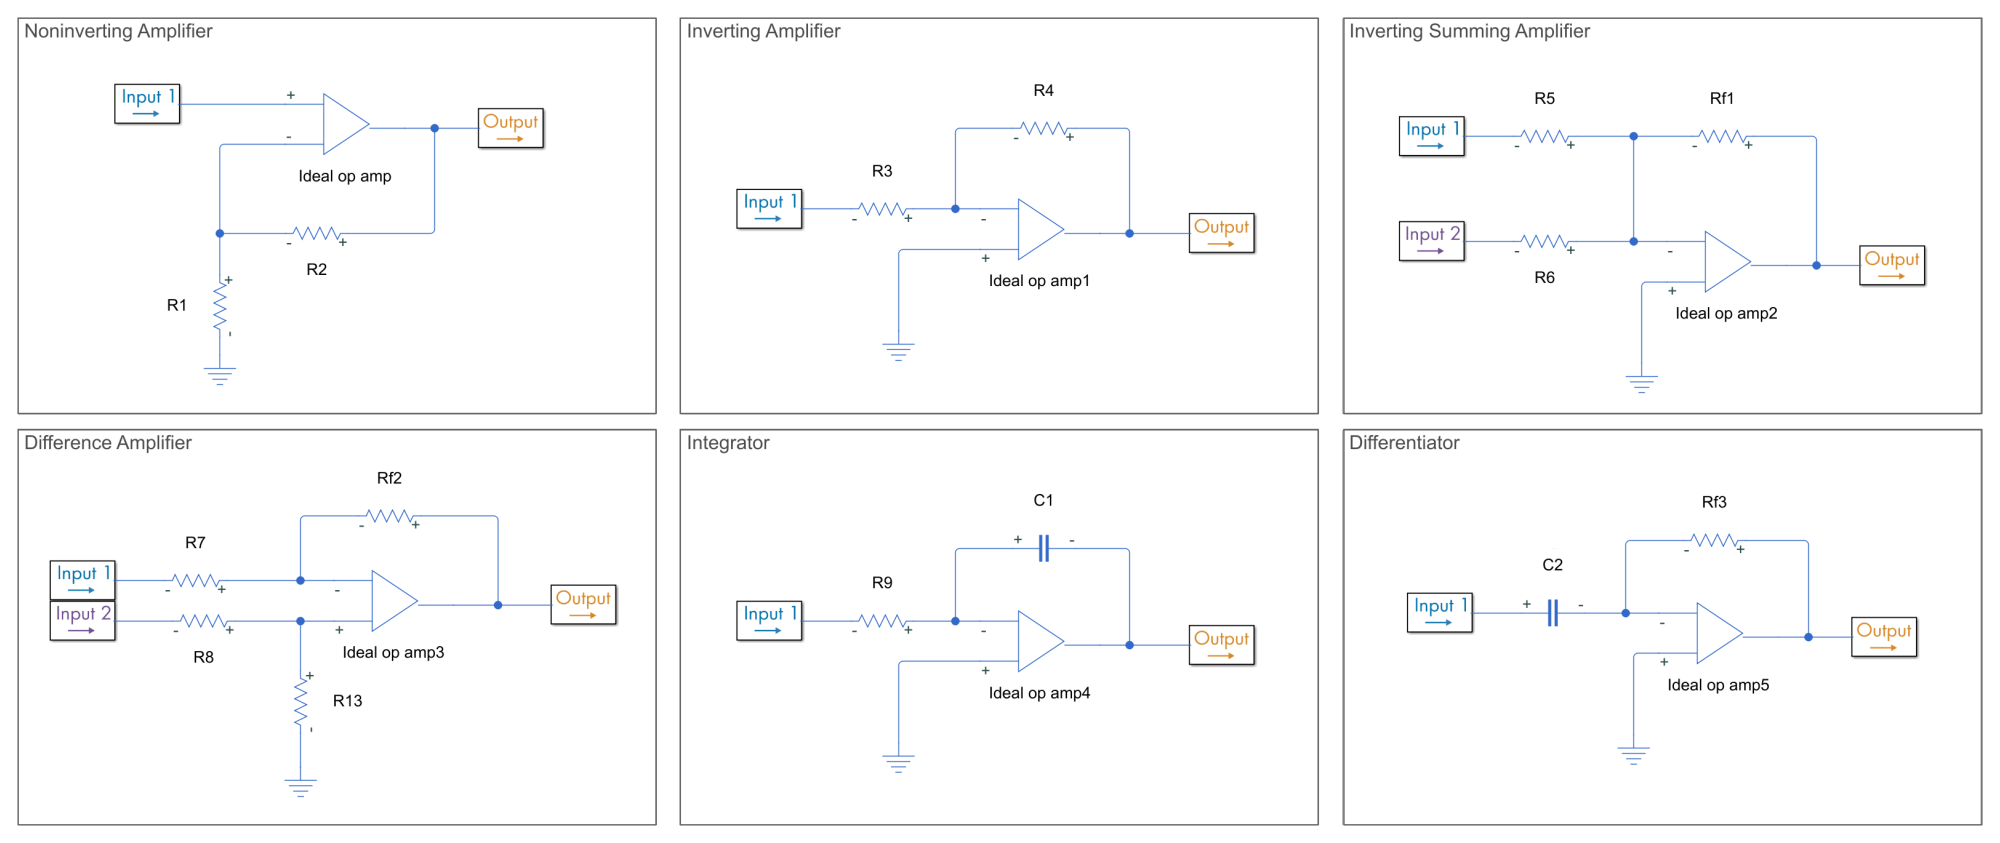 Noninverting Amplifier
Input 1
+
-
Output
Ideal op amp
-
+
R2
R1
+
-
Inverting Amplifier
R4
-
+
R3
Input 1
-
+
-
Output
+
Ideal op amp1
Inverting Summing Amplifier
R5
Rf1
Input 1
-
+
-
+
Input 2
-
+
-
R6
Output
+
Ideal op amp2
Difference Amplifier
Rf2
-
+
R7
Input 1
-
+
-
Input 2
-
+
+
Output
R8
Ideal op amp3
+
R13
-
Integrator
C1
+
-
R9
Input 1
-
+
-
Output
+
Ideal op amp4
Differentiator
Rf3
-
+
C2
Input 1
+
-
-
Output
+
Ideal op amp5